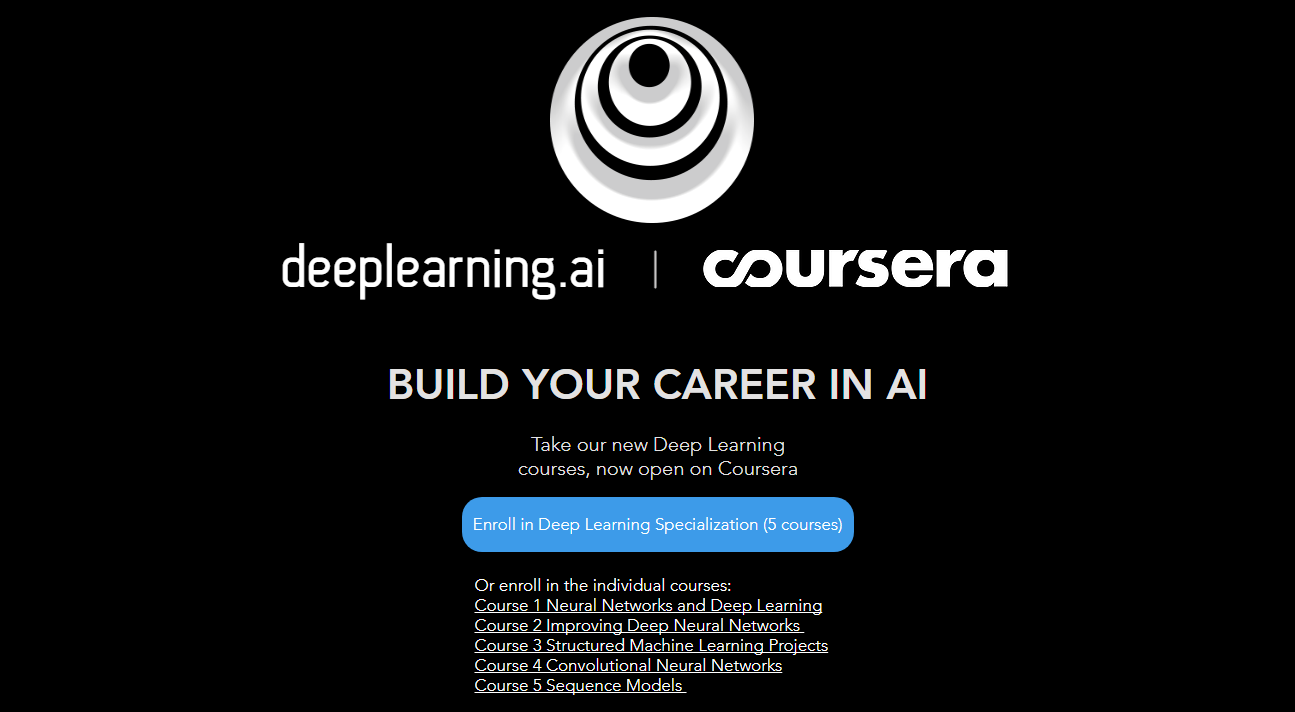 deeplearning.ai | coursera
BUILD YOUR CAREER IN AI
Take our new Deep Learning
courses, now open on Coursera
Enroll in Deep Learning Specialization (5 courses)
Or enroll in the individual courses:
Course 1 Neural Networks and Deep Learning
Course 2 Improving Deep Neural Networks
Course 3 Structured Machine Learning Projects
Course 4 Convolutional Neural Networks
Course 5 Sequence Models